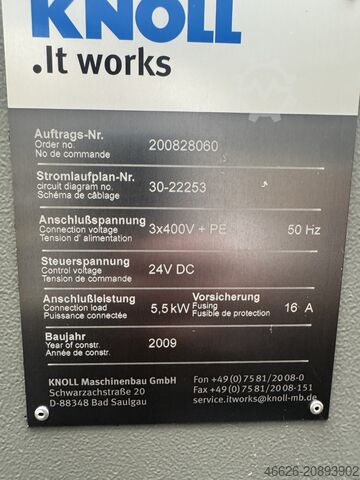 KNOLL
.It works
Auftrags-Nr.
Order no.
No de commande
200828060
Stromlaufplan-Nr.
circuit diagram no.
Schéma de câblage
30-22253
Anschlußspannung
Connection voltage
Tension d' alimentation
3x400V + PE
50 Hz
Steuerspannung
Control voltage
Tension de commande
24V DC
Anschlußleistung
Connection load
Puissance connectée
5,5kW
Vorsicherung
Fusing
Fusible de protection
16 A
Baujahr
Year of constr.
Année de constr.
2009
KNOLL Maschinenbau GmbH
Schwarzachstraße 20
D-88348 Bad Saulgau
Fon +49(0)7581/2008-0
Fax +49(0)7581/2008-151
service.itworks@knoll-mb.de
46626-20893902